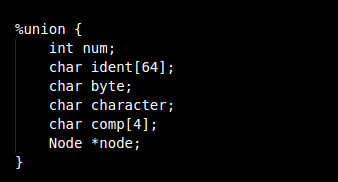 %union {
    int num;
    char ident[64];
    char byte;
    char character;
    char comp[4];
    Node *node;
}